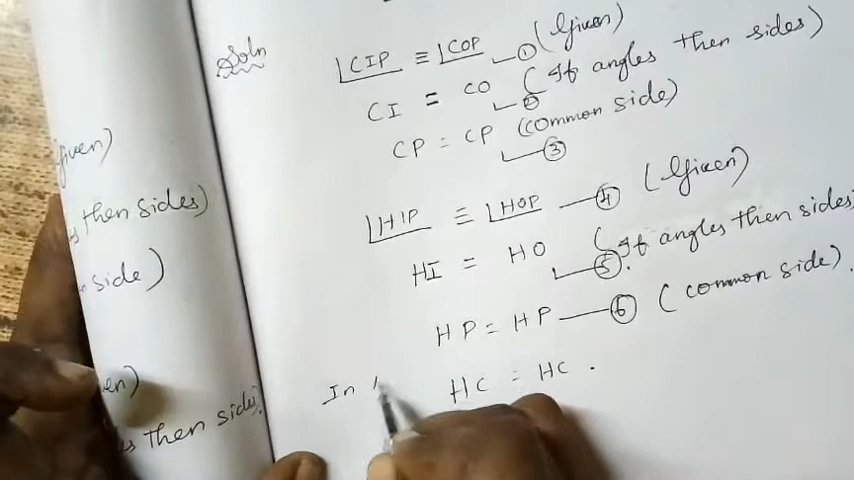 Soln
∟CIP ≡ ∟COP — ① (Given)
CI = CO — ② (If angles then sides)
CP = CP — ③ (Common side)
∟HIP ≡ ∟HOP — ④ (Given)
HI = HO — ⑤ (If angles then sides)
HP = HP — ⑥ (common side).
HC = HC .
In
given)
s then sides)
n side)
en)
s then sides).